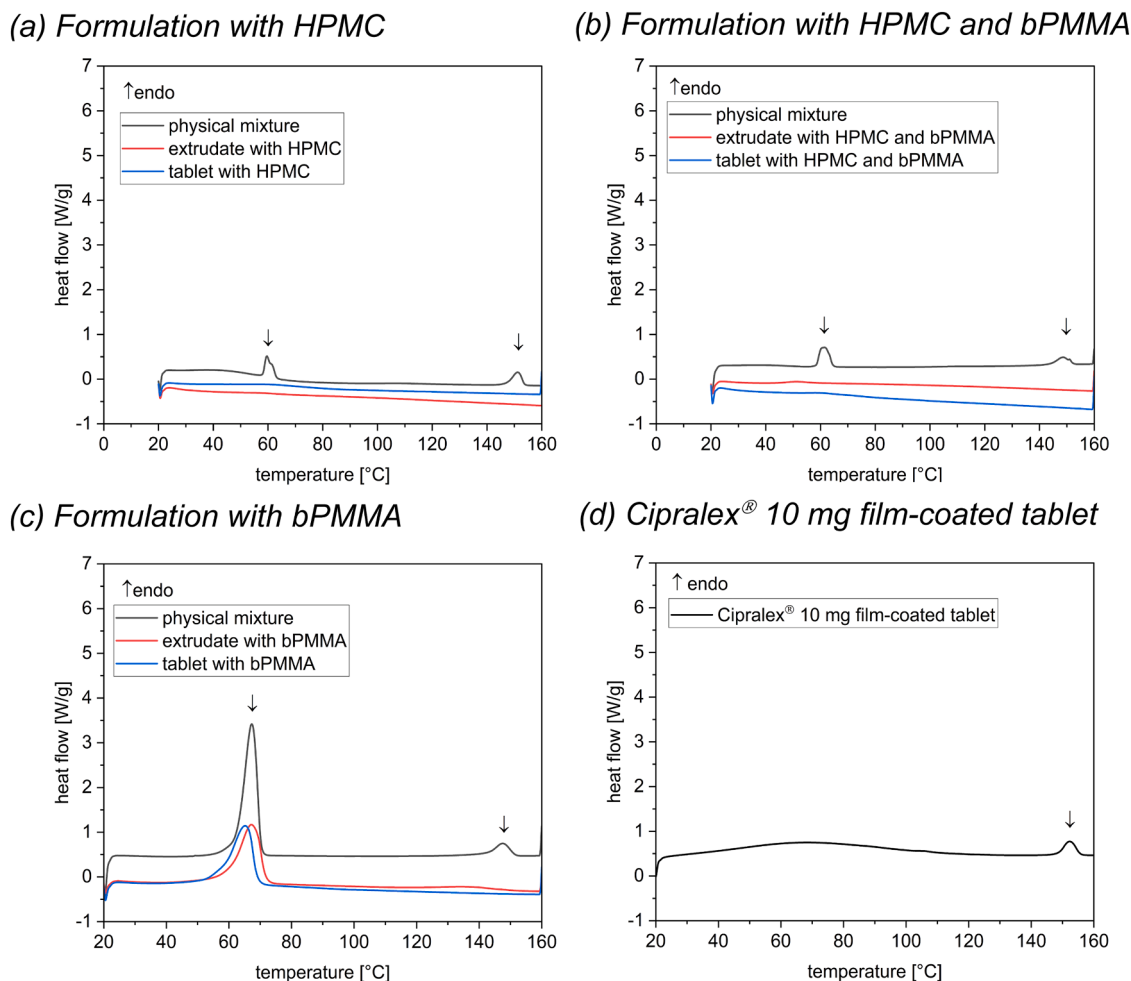 (a) Formulation with HPMC
7
6
5
4
3
2
1
0
-1
heat flow [W/g]
↑endo
physical mixture
extrudate with HPMC
tablet with HPMC
↓
↓
0 20 40 60 80 100 120 140 160
temperature [°C]
(b) Formulation with HPMC and bPMMA
7
6
5
4
3
2
1
0
-1
heat flow [W/g]
↑endo
physical mixture
extrudate with HPMC and bPMMA
tablet with HPMC and bPMMA
↓
↓
0 20 40 60 80 100 120 140 160
temperature [°C]
(c) Formulation with bPMMA
7
6
5
4
3
2
1
0
-1
heat flow [W/g]
↑endo
physical mixture
extrudate with bPMMA
tablet with bPMMA
↓
↓
20 40 60 80 100 120 140 160
temperature [°C]
(d) Cipralex® 10 mg film-coated tablet
7
6
5
4
3
2
1
0
-1
heat flow [W/g]
↑ endo
Cipralex® 10 mg film-coated tablet
↓
20 40 60 80 100 120 140 160
temperature [°C]